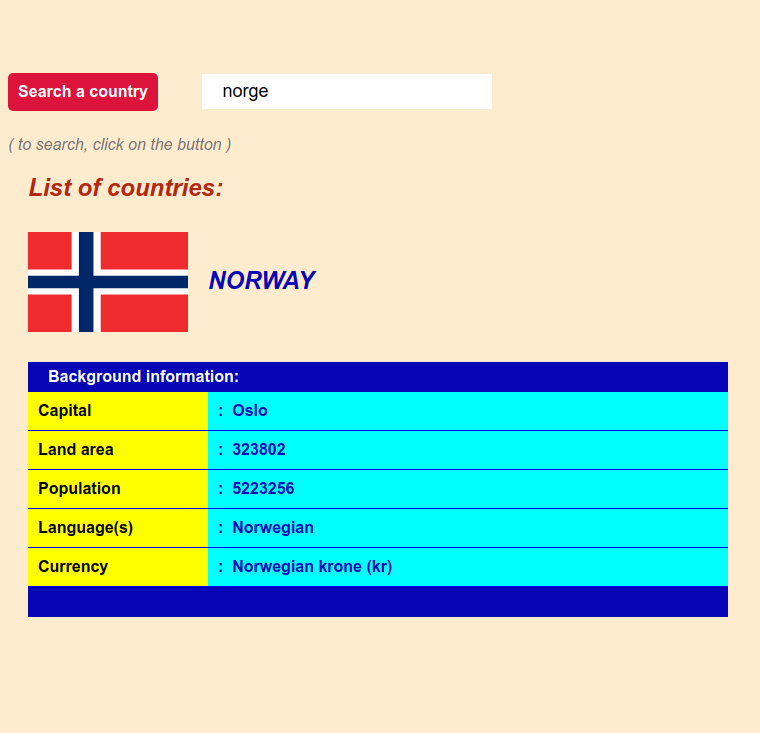 Search a country norge
( to search, click on the button )
List of countries:
NORWAY
Background information:
Capital : Oslo
Land area : 323802
Population : 5223256
Language(s) : Norwegian
Currency : Norwegian krone (kr)